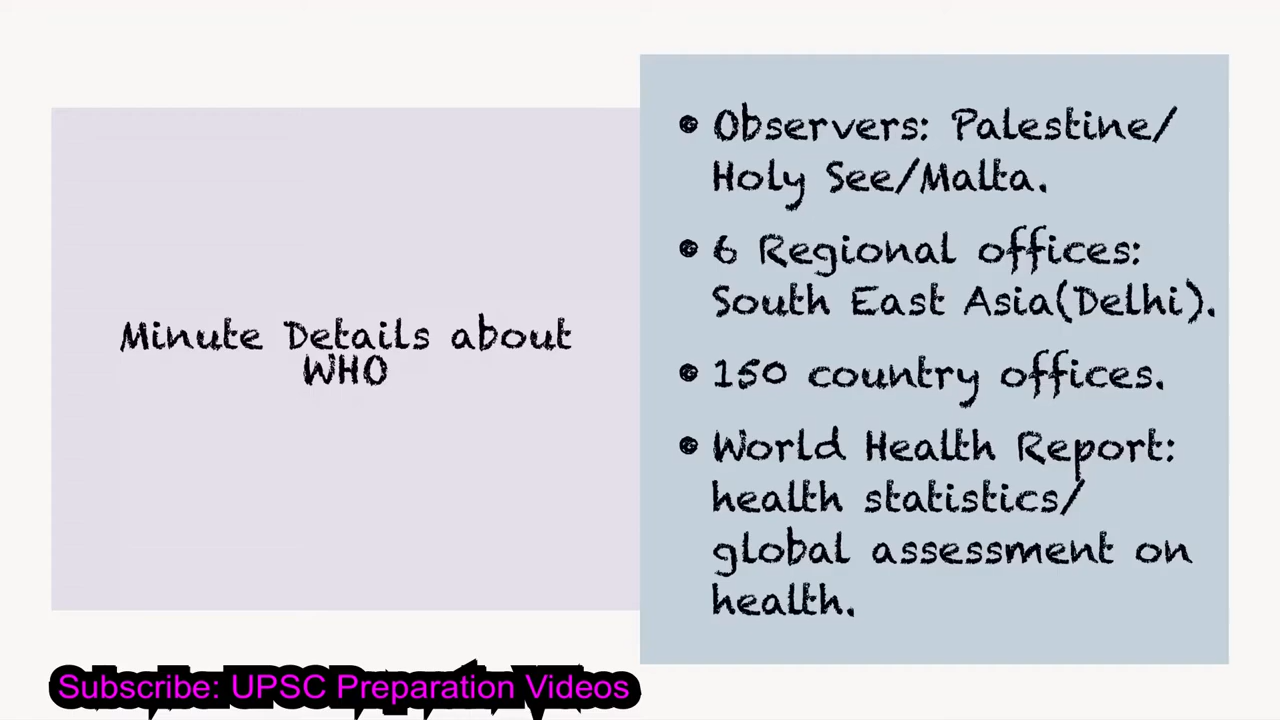 Minute Details about
WHO
• Observers: Palestine/
Holy See/Malta.
• 6 Regional offices:
South East Asia(Delhi).
• 150 country offices.
• World Health Report:
health statistics/
global assessment on
health.
Subscribe: UPSC Preparation Videos